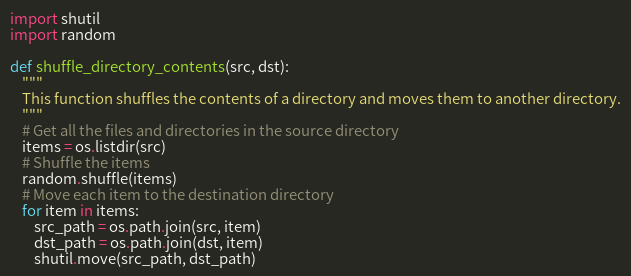 import shutil
import random

def shuffle_directory_contents(src, dst):
    """
    This function shuffles the contents of a directory and moves them to another directory.
    """
    # Get all the files and directories in the source directory
    items = os.listdir(src)
    # Shuffle the items
    random.shuffle(items)
    # Move each item to the destination directory
    for item in items:
        src_path = os.path.join(src, item)
        dst_path = os.path.join(dst, item)
        shutil.move(src_path, dst_path)